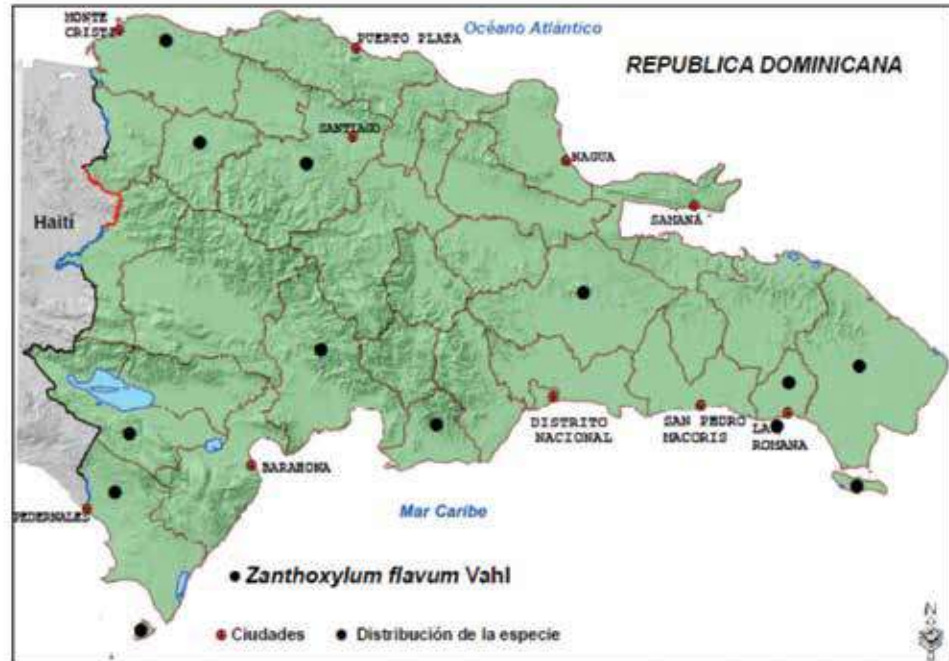 MONTE
CRISTI
Océano Atlántico
PUERTO PLATA
REPUBLICA DOMINICANA
SANTIAGO
NAGUA
Haití
SAMANÁ
DISTRITO
NACIONAL
SAN PEDRO
MACORIS
LA
ROMANA
BARAHONA
PEDERNALES
Mar Caribe
Zanthoxylum flavum Vahl
Ciudades
Distribución de la especie
N